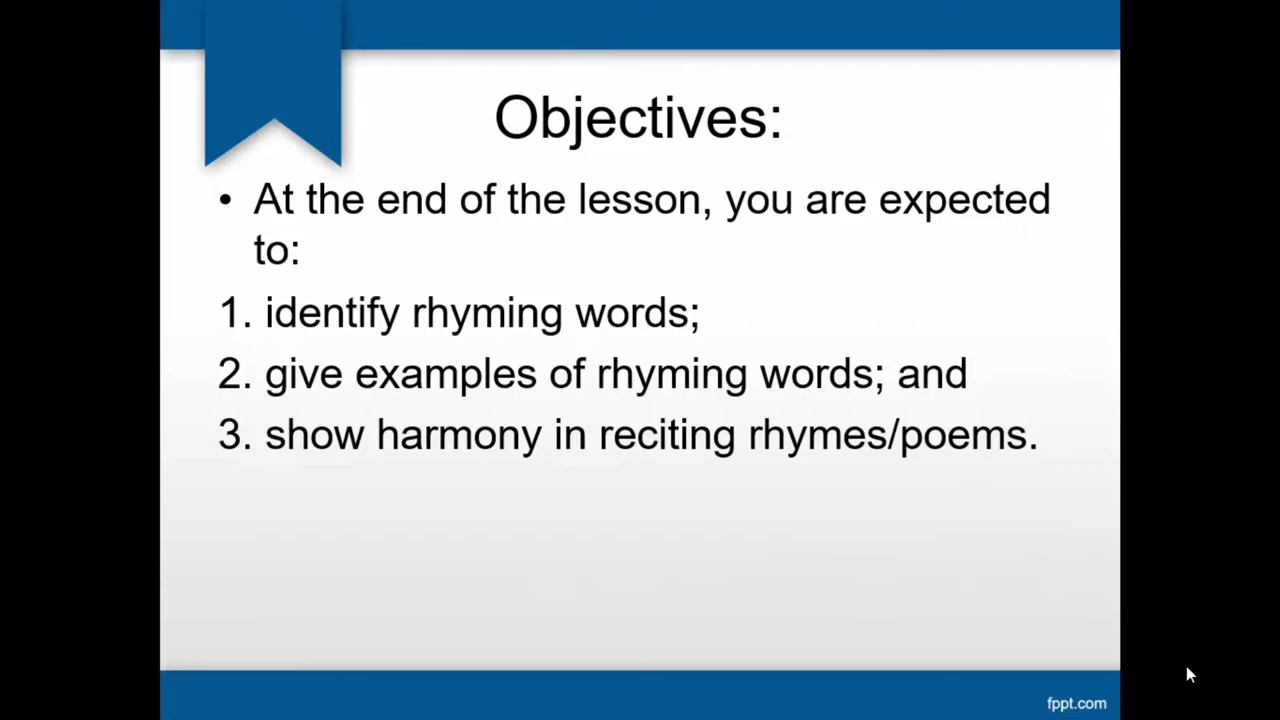 Objectives:
• At the end of the lesson, you are expected
to:
1. identify rhyming words;
2. give examples of rhyming words; and
3. show harmony in reciting rhymes/poems.
fppt.com